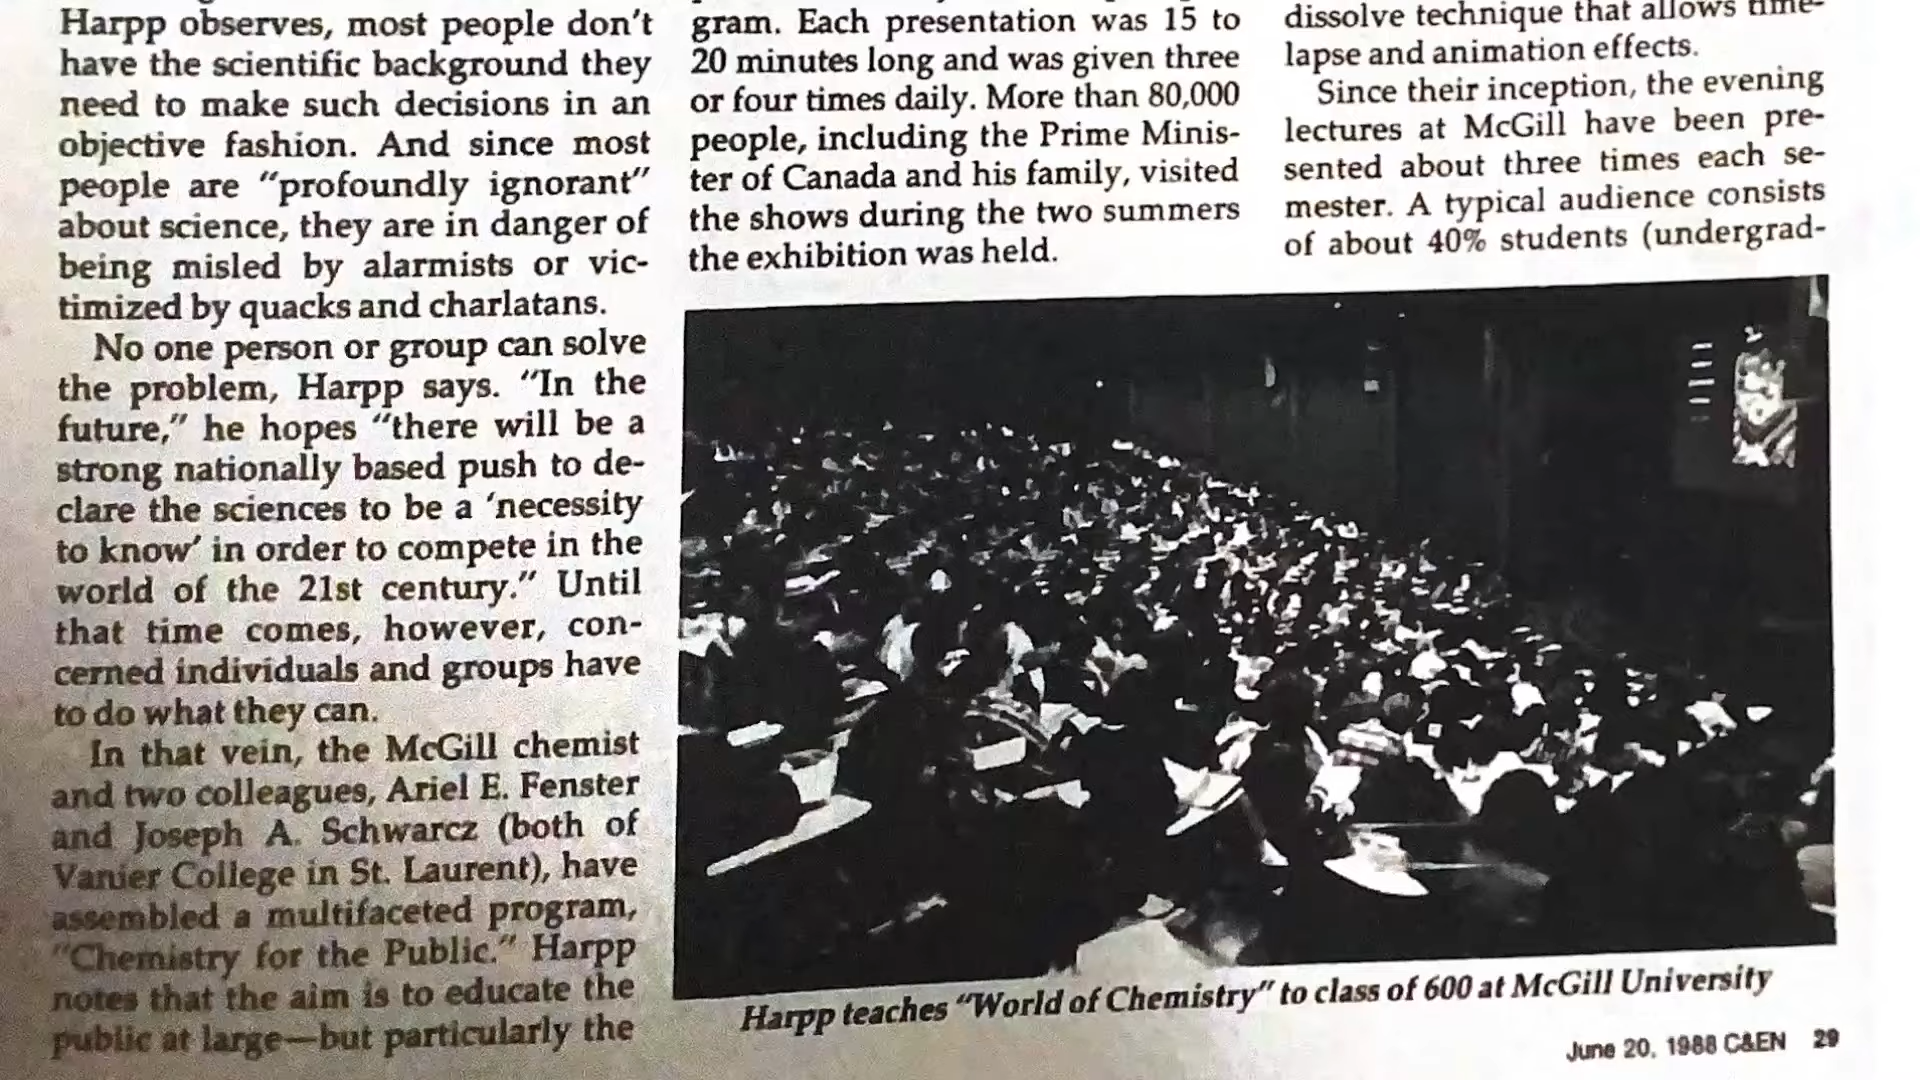 Harpp observes, most people don't
have the scientific background they
need to make such decisions in an
objective fashion. And since most
people are "profoundly ignorant"
about science, they are in danger of
being misled by alarmists or vic-
timized by quacks and charlatans.
No one person or group can solve
the problem, Harpp says. "In the
future," he hopes "there will be a
strong nationally based push to de-
clare the sciences to be a 'necessity
to know' in order to compete in the
world of the 21st century." Until
that time comes, however, con-
cerned individuals and groups have
to do what they can.
In that vein, the McGill chemist
and two colleagues, Ariel E. Fenster
and Joseph A. Schwarcz (both of
Vanier College in St. Laurent), have
assembled a multifaceted program,
"Chemistry for the Public." Harpp
notes that the aim is to educate the
public at large—but particularly the
gram. Each presentation was 15 to
20 minutes long and was given three
or four times daily. More than 80,000
people, including the Prime Minis-
ter of Canada and his family, visited
the shows during the two summers
the exhibition was held.
dissolve technique that allows time-
lapse and animation effects.
Since their inception, the evening
lectures at McGill have been pre-
sented about three times each se-
mester. A typical audience consists
of about 40% students (undergrad-
Harpp teaches "World of Chemistry" to class of 600 at McGill University
June 20, 1988 C&EN 29